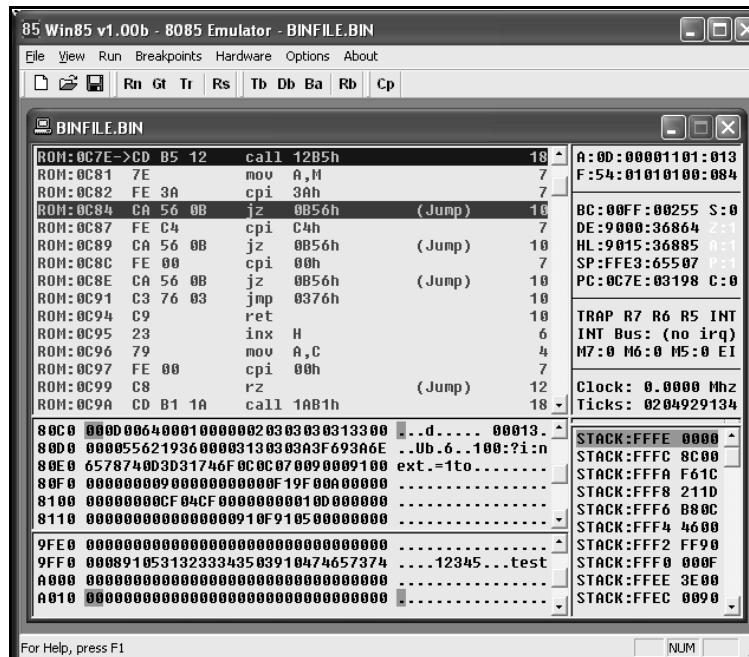 85 Win85 v1.00b - 8085 Emulator - BINFILE.BIN
File View Run Breakpoints Hardware Options About
Rn Gt Tr Rs Tb Db Ba Rb Cp
BINFILE.BIN
ROM:0C7E->CD B5 12 call 12B5h 18
ROM:0C81 7E mov A,M 7
ROM:0C82 FE 3A cpi 3Ah 7
ROM:0C84 CA 56 0B jz 0B56h (Jump) 10
ROM:0C87 FE C4 cpi C4h 7
ROM:0C89 CA 56 0B jz 0B56h (Jump) 10
ROM:0C8C FE 00 cpi 00h 7
ROM:0C8E CA 56 0B jz 0B56h (Jump) 10
ROM:0C91 C3 76 03 jmp 0376h 10
ROM:0C94 C9 ret 10
ROM:0C95 23 inx H 6
ROM:0C96 79 mov A,C 4
ROM:0C97 FE 00 cpi 00h 7
ROM:0C99 C8 rz (Jump) 12
ROM:0C9A CD B1 1A call 1AB1h 18
A:0D:00001101:013
F:54:01010100:084
BC:00FF:00255 S:0
DE:9000:36864 Z:1
HL:9015:36885 A:1
SP:FFE3:65507 P:1
PC:0C7E:03198 C:0
TRAP R7 R6 R5 INT
INT Bus: (no irq)
M7:0 M6:0 M5:0 EI
Clock: 0.0000 Mhz
Ticks: 0204929134
80C0 000D0064000100000020303030313300 ...d..... 00013.
80D0 00005562193600003130303A3F693A6E ..Ub.6..100:?i:n
80E0 6578740D3D31746F0C0C070090009100 ext.=1to........
80F0 00000000900000000000F19F00A00000 ................
8100 00000000CF04CF00000000010D000000 ................
8110 0000000000000000910F910500000000 ................
9FE0 00000000000000000000000000000000 ................
9FF0 00089105313233343503910474657374 ....12345...test
A000 00000000000000000000000000000000 ................
A010 00000000000000000000000000000000 ................
STACK:FFFE 0000
STACK:FFFC 8C00
STACK:FFFA F61C
STACK:FFF8 211D
STACK:FFF6 B80C
STACK:FFF4 4600
STACK:FFF2 FF90
STACK:FFF0 000F
STACK:FFEE 3E00
STACK:FFEC 0090
For Help, press F1
NUM